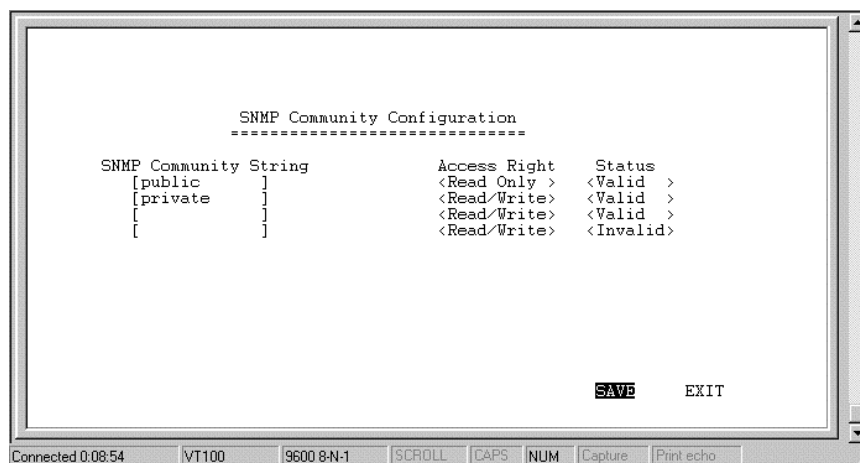 SNMP Community Configuration
==============================
SNMP Community String Access Right Status
[public ] <Read Only > <Valid >
[private ] <Read/Write> <Valid >
[ ] <Read/Write> <Valid >
[ ] <Read/Write> <Invalid>
SAVE EXIT
Connected 0:08:54 VT100 9600 8-N-1 SCROLL CAPS NUM Capture Print echo